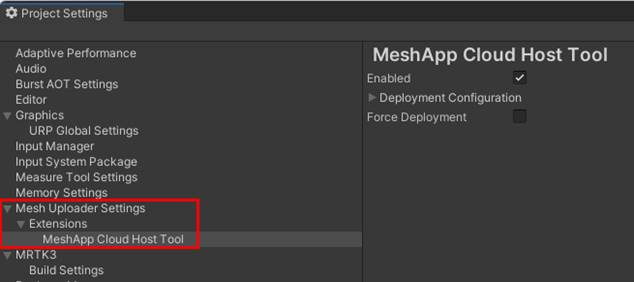 Project Settings
Adaptive Performance
Audio
Burst AOT Settings
Editor
Graphics
URP Global Settings
Input Manager
Input System Package
Measure Tool Settings
Memory Settings
Mesh Uploader Settings
Extensions
MeshApp Cloud Host Tool
MRTK3
Build Settings
MeshApp Cloud Host Tool
Enabled
Deployment Configuration
Force Deployment